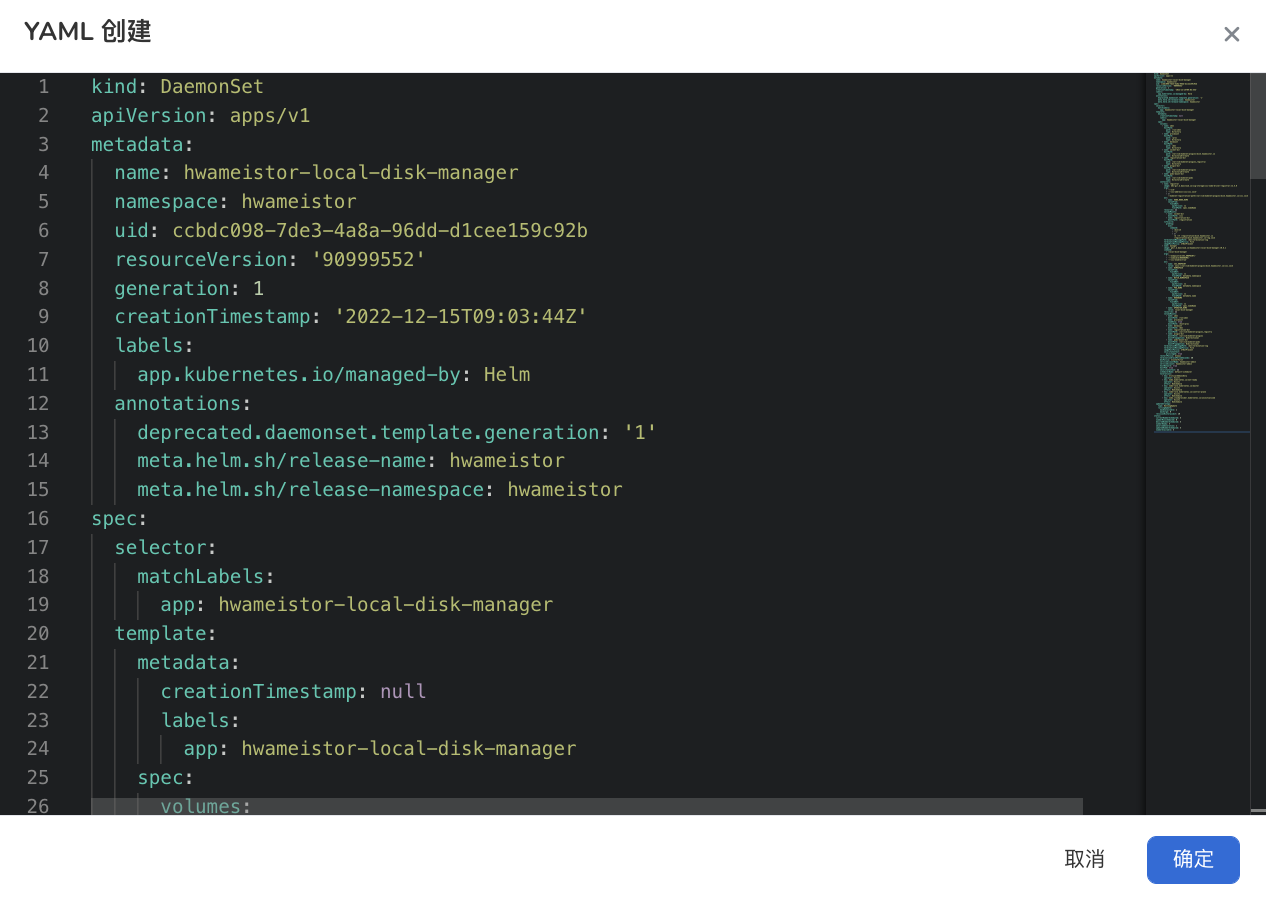 YAML 创建
1 kind: DaemonSet
2 apiVersion: apps/v1
3 metadata:
4 name: hwameistor-local-disk-manager
5 namespace: hwameistor
6 uid: ccbdc098-7de3-4a8a-96dd-d1cee159c92b
7 resourceVersion: '90999552'
8 generation: 1
9 creationTimestamp: '2022-12-15T09:03:44Z'
10 labels:
11 app.kubernetes.io/managed-by: Helm
12 annotations:
13 deprecated.daemonset.template.generation: '1'
14 meta.helm.sh/release-name: hwameistor
15 meta.helm.sh/release-namespace: hwameistor
16 spec:
17 selector:
18 matchLabels:
19 app: hwameistor-local-disk-manager
20 template:
21 metadata:
22 creationTimestamp: null
23 labels:
24 app: hwameistor-local-disk-manager
25 spec:
26 volumes:
取消 确定